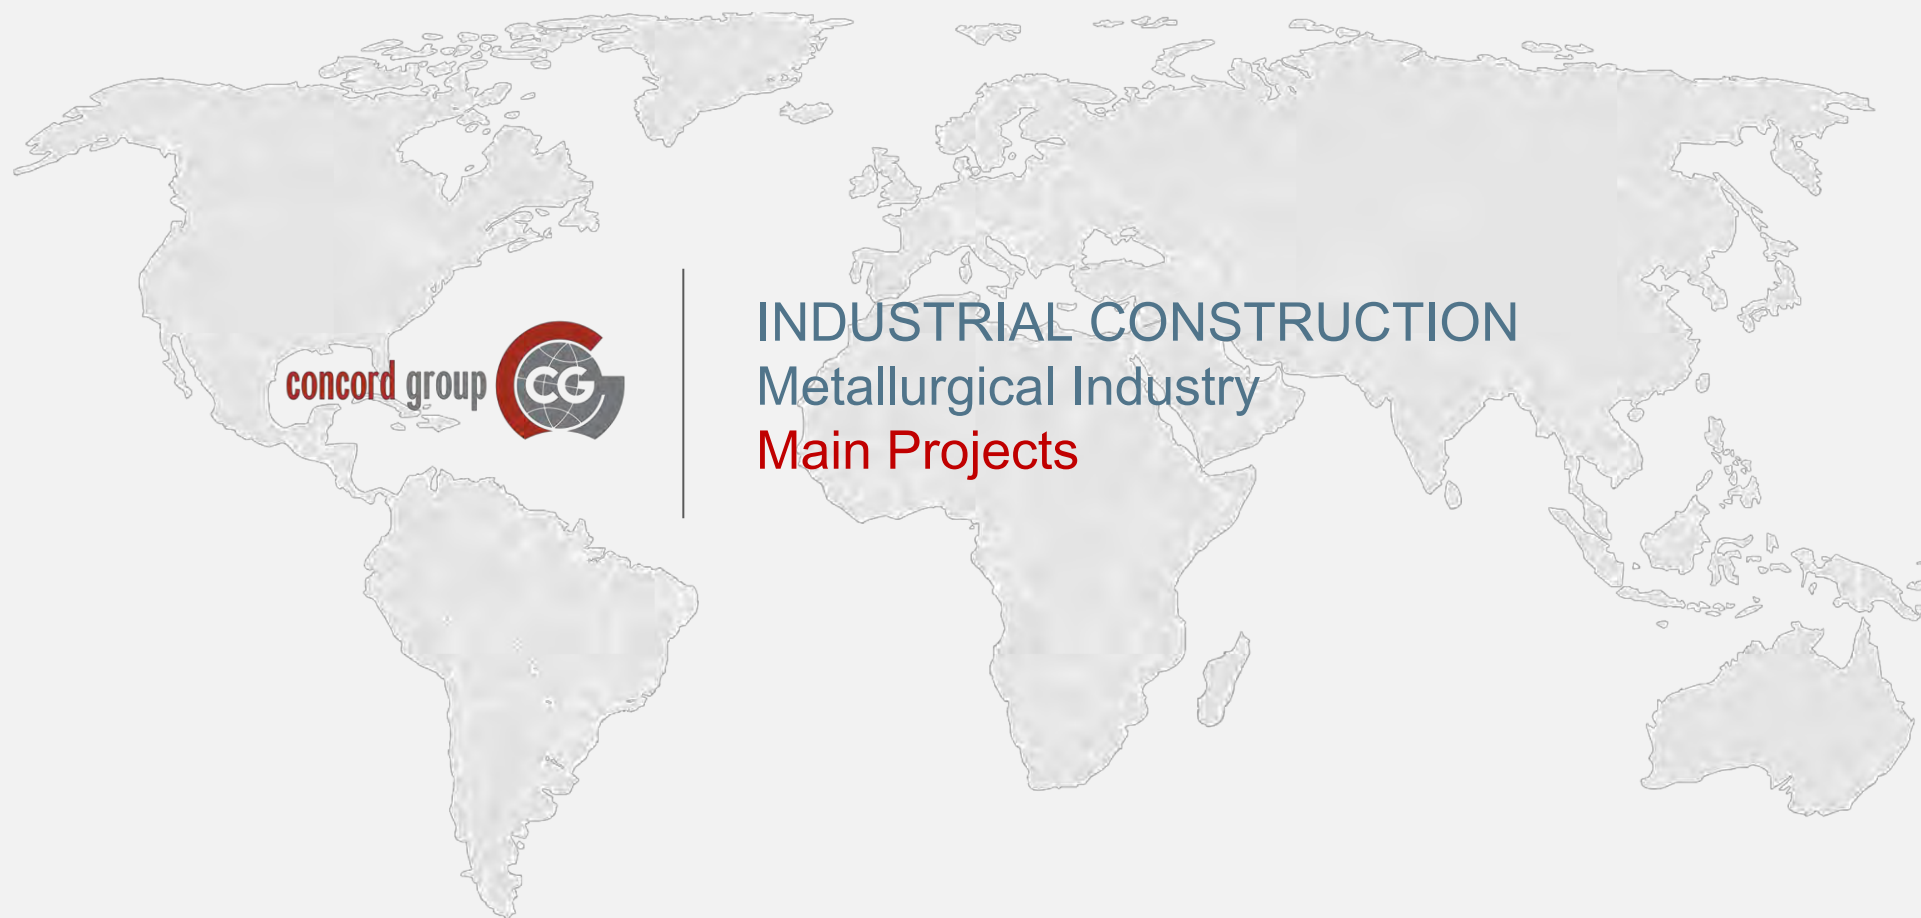 concord group
CG
INDUSTRIAL CONSTRUCTION
Metallurgical Industry
Main Projects